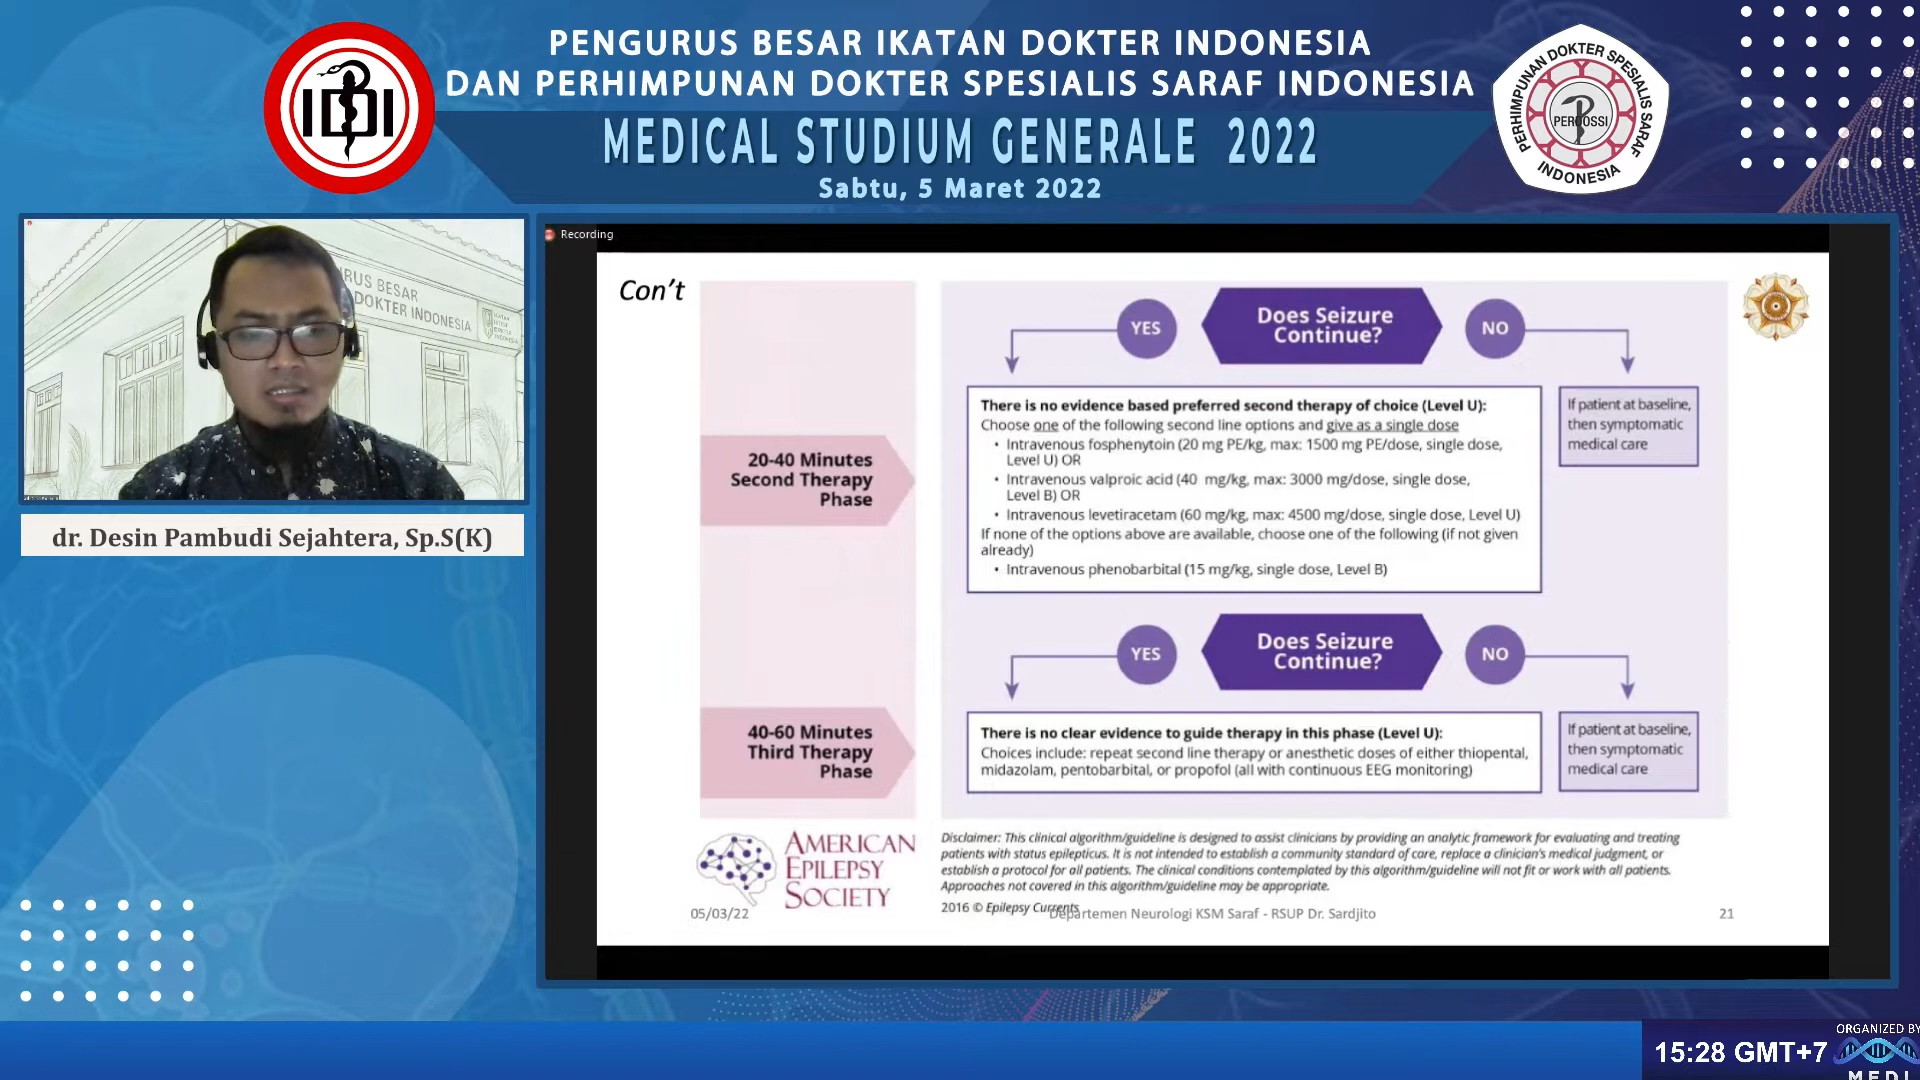 PENGURUS BESAR IKATAN DOKTER INDONESIA
DAN PERHIMPUNAN DOKTER SPESIALIS SARAF INDONESIA
MEDICAL STUDIUM GENERALE 2022
Sabtu, 5 Maret 2022
IDI
PERHIMPUNAN DOKTER SPESIALIS SARAF
PERDOSSI
INDONESIA
RUS BESAR
DOKTER INDONESIA
dr. Desin Pambudi Sejahtera, Sp.S(K)
Recording
Con't
YES
Does Seizure
Continue?
NO
20-40 Minutes
Second Therapy
Phase
There is no evidence based preferred second therapy of choice (Level U):
Choose one of the following second line options and give as a single dose
• Intravenous fosphenytoin (20 mg PE/kg, max: 1500 mg PE/dose, single dose,
Level U) OR
• Intravenous valproic acid (40 mg/kg, max: 3000 mg/dose, single dose,
Level B) OR
• Intravenous levetiracetam (60 mg/kg, max: 4500 mg/dose, single dose, Level U)
If none of the options above are available, choose one of the following (if not given
already)
• Intravenous phenobarbital (15 mg/kg, single dose, Level B)
If patient at baseline,
then symptomatic
medical care
YES
Does Seizure
Continue?
NO
40-60 Minutes
Third Therapy
Phase
There is no clear evidence to guide therapy in this phase (Level U):
Choices include: repeat second line therapy or anesthetic doses of either thiopental,
midazolam, pentobarbital, or propofol (all with continuous EEG monitoring)
If patient at baseline,
then symptomatic
medical care
AMERICAN
EPILEPSY
SOCIETY
Disclaimer: This clinical algorithm/guideline is designed to assist clinicians by providing an analytic framework for evaluating and treating
patients with status epilepticus. It is not intended to establish a community standard of care, replace a clinician's medical judgment, or
establish a protocol for all patients. The clinical conditions contemplated by this algorithm/guideline will not fit or work with all patients.
Approaches not covered in this algorithm/guideline may be appropriate.
2016 © Epilepsy Currents
05/03/22
Departemen Neurologi KSM Saraf - RSUP Dr. Sardjito
21
15:28 GMT+7
ORGANIZED BY
MEDI